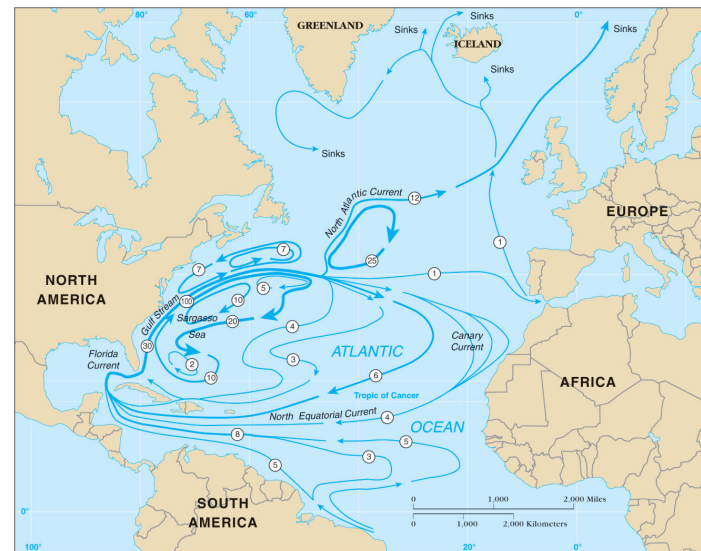 80°
60°
GREENLAND
0°
Sinks
Sinks
ICELAND
Sinks
Sinks
Sinks
Sinks
North Atlantic Current
12
EUROPE
7
25
1
7
1
NORTH
AMERICA
5
10
100
Gulf Stream
Sargasso
Sea
20
4
30
Florida
Current
ATLANTIC
Canary
Current
2
3
10
6
AFRICA
Tropic of Cancer
North Equatorial Current
4
OCEAN
8
5
3
5
SOUTH
AMERICA
0
1,000
2,000 Miles
0
1,000
2,000 Kilometers
0°
100°
40°
20°
0°